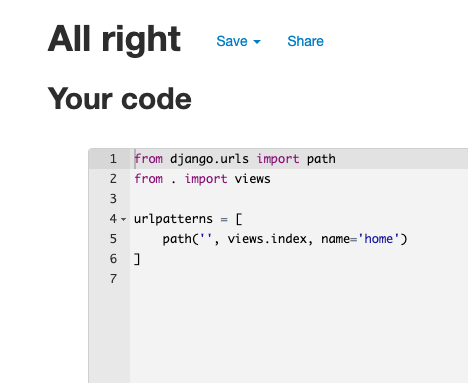 All right
Save
Share
Your code
1 from django.urls import path
2 from . import views
3
4 urlpatterns = [
5     path('', views.index, name='home')
6 ]
7